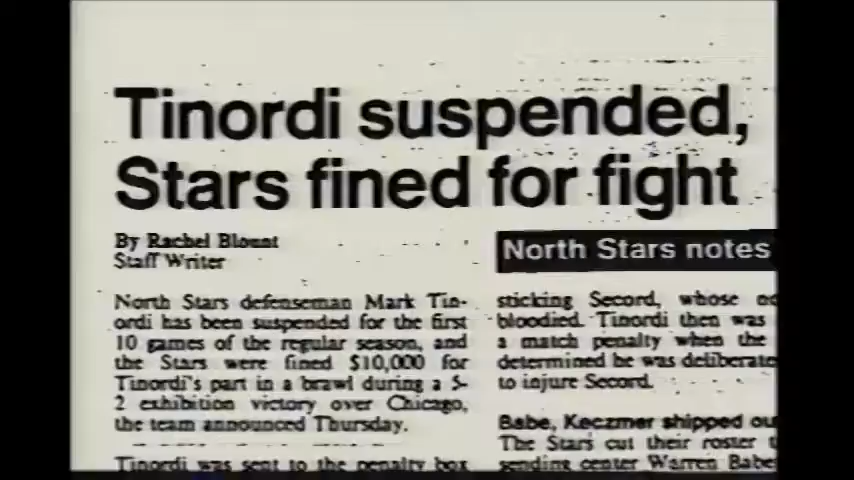 Tinordi suspended,
Stars fined for fight
By Rachel Blount
Staff Writer
North Stars defenseman Mark Tin-
ordi has been suspended for the first
10 games of the regular season, and
the Stars were fined $10,000 for
Tinordi's part in a brawl during a 5-
2 exhibition victory over Chicago,
the team announced Thursday.
Tinordi was sent to the penalty box
North Stars notes
sticking Secord, whose
bloodied. Tinordi then was
a match penalty when the
determined he was deliberate
to injure Secord.
Babe, Keczmer shipped ou
The Stars cut their roster t
sending center Warren Babe